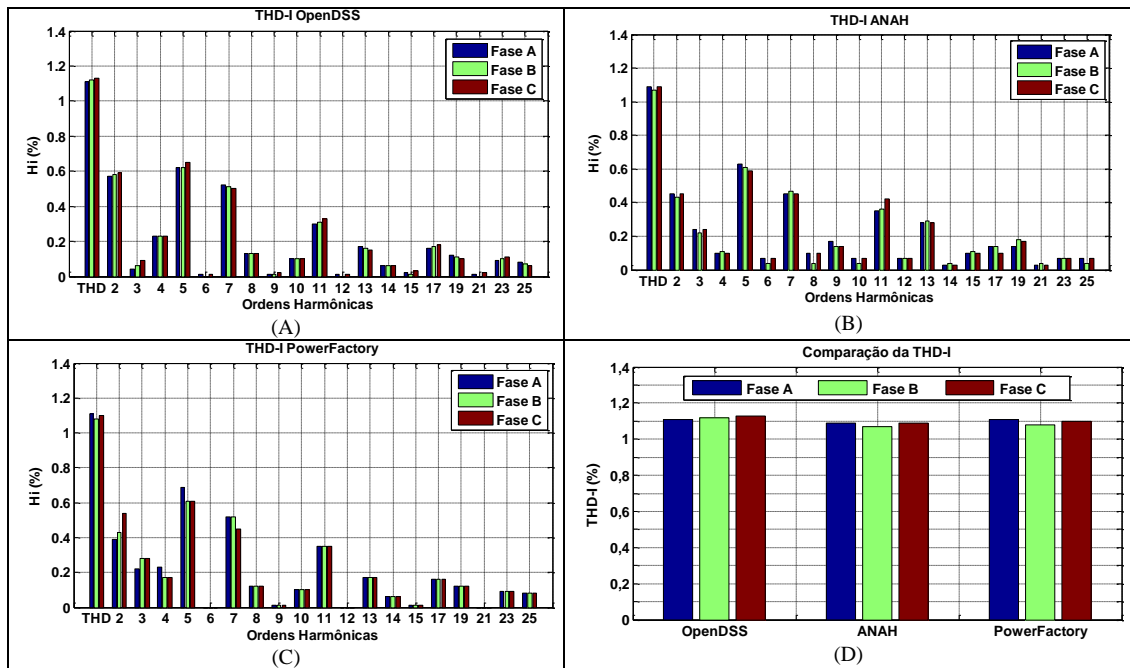 THD-I OpenDSS
1.4
1.2
1
0.8
0.6
0.4
0.2
0
Hi (%)
Fase A
Fase B
Fase C
THD 2 3 4 5 6 7 8 9 10 11 12 13 14 15 17 19 21 23 25
Ordens Harmônicas
(A)
THD-I ANAH
1.4
1.2
1
0.8
0.6
0.4
0.2
0
Hi (%)
Fase A
Fase B
Fase C
THD 2 3 4 5 6 7 8 9 10 11 12 13 14 15 17 19 21 23 25
Ordens Harmônicas
(B)
THD-I PowerFactory
1.4
1.2
1
0.8
0.6
0.4
0.2
0
Hi (%)
Fase A
Fase B
Fase C
THD 2 3 4 5 6 7 8 9 10 11 12 13 14 15 17 19 21 23 25
Ordens Harmônicas
(C)
Comparação da THD-I
1,4
1,2
1
0,8
0,6
0,4
0,2
0
THD-I (%)
Fase A Fase B Fase C
OpenDSS ANAH PowerFactory
(D)